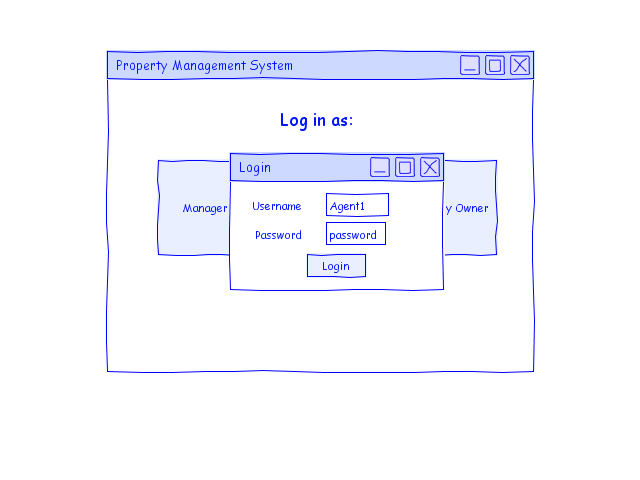 Property Management System
Log in as:
Login
Username Agent1
Manager y Owner
Password password
Login